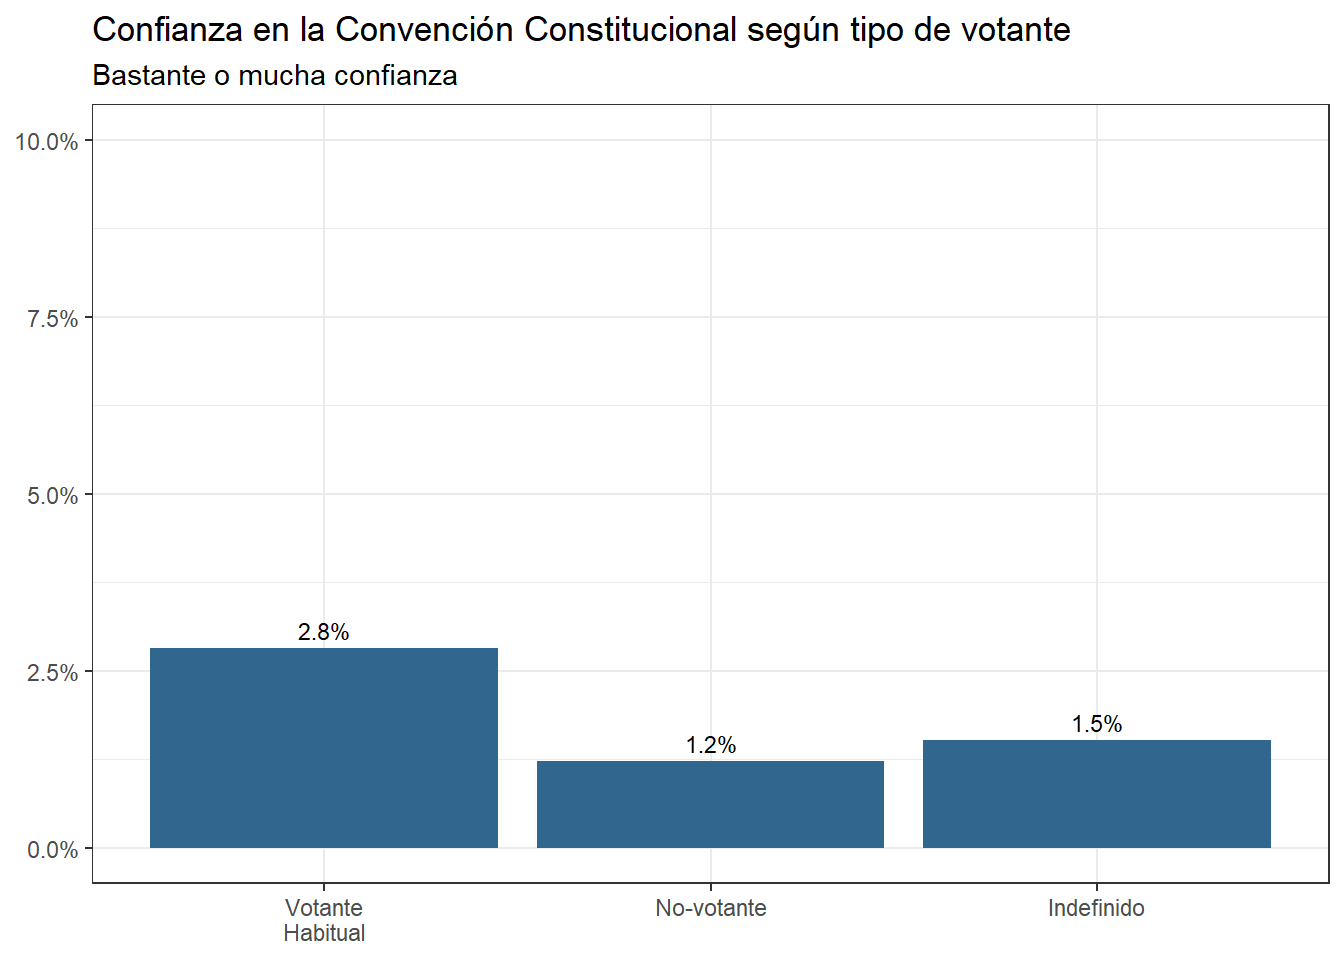 Confianza en la Convención Constitucional según tipo de votante
Bastante o mucha confianza
10.0%
7.5%
5.0%
2.5%
0.0%
2.8%
1.2%
1.5%
Votante
Habitual
No-votante
Indefinido